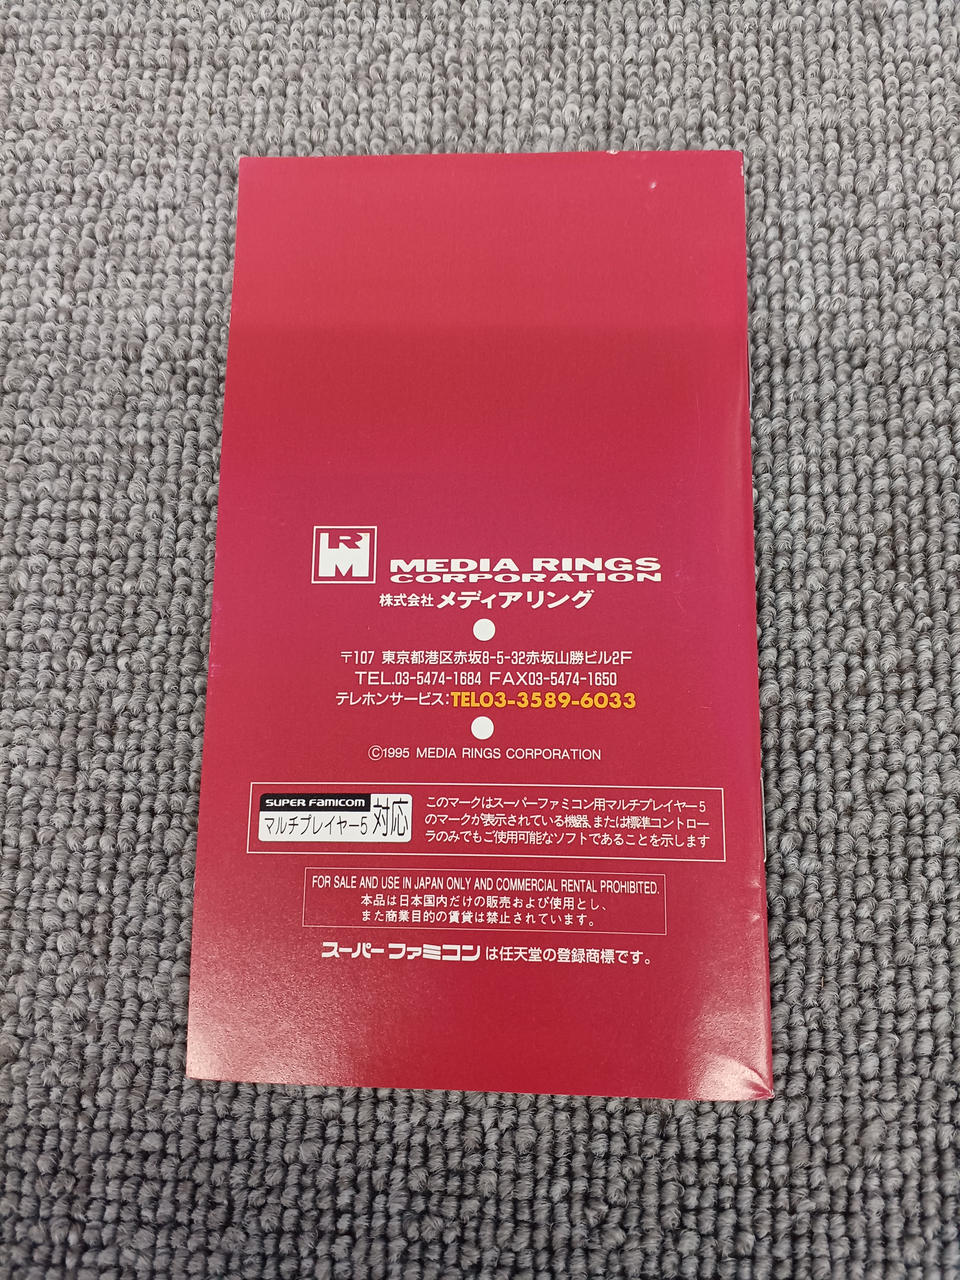 RM
MEDIA RINGS
CORPORATION
株式会社 メディアリング
〒107 東京都港区赤坂8-5-32赤坂山勝ビル2F
TEL.03-5474-1684 FAX03-5474-1650
テレホンサービス:TEL03-3589-6033
©1995 MEDIA RINGS CORPORATION
SUPER FAMICOM
マルチプレイヤー5 対応
このマークはスーパーファミコン用マルチプレイヤー5
のマークが表示されている機器、または標準コントロー
ラのみでもご使用可能なソフトであることを示します
FOR SALE AND USE IN JAPAN ONLY AND COMMERCIAL RENTAL PROHIBITED.
本品は日本国内だけの販売および使用とし、
また商業目的の賃貸は禁止されています。
スーパーファミコンは任天堂の登録商標です。